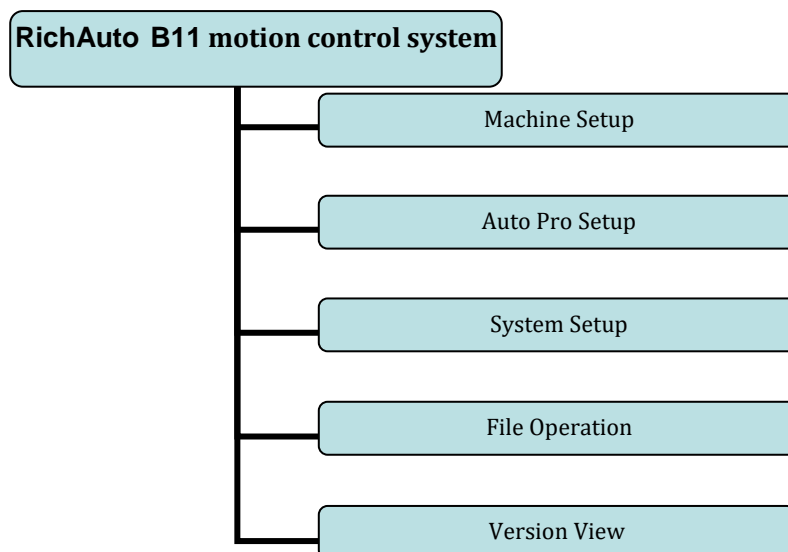 RichAuto B11 motion control system
Machine Setup
Auto Pro Setup
System Setup
File Operation
Version View